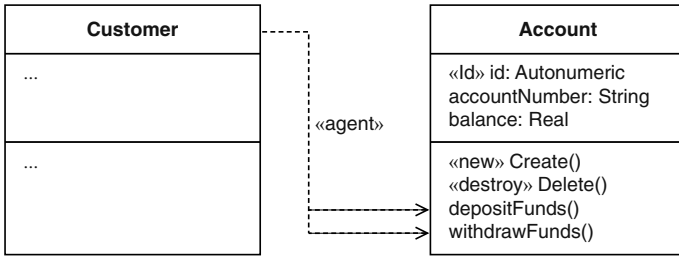 Customer
...
...
«agent»
Account
«Id» id: Autonumeric
accountNumber: String
balance: Real
«new» Create()
«destroy» Delete()
depositFunds()
withdrawFunds()